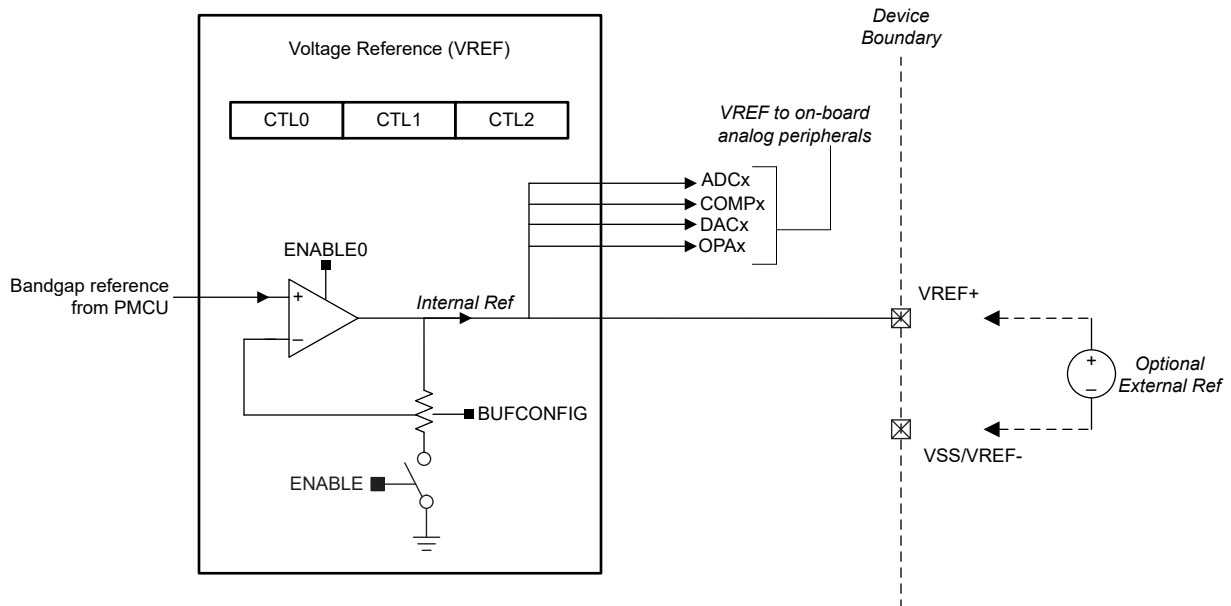 Device
Boundary
Voltage Reference (VREF)
CTL0 CTL1 CTL2
VREF to on-board
analog peripherals
ADCx
COMPx
DACx
OPAx
ENABLE0
Bandgap reference
from PMCU
+
–
Internal Ref
VREF+
+
–
Optional
External Ref
BUFCONFIG
VSS/VREF-
ENABLE